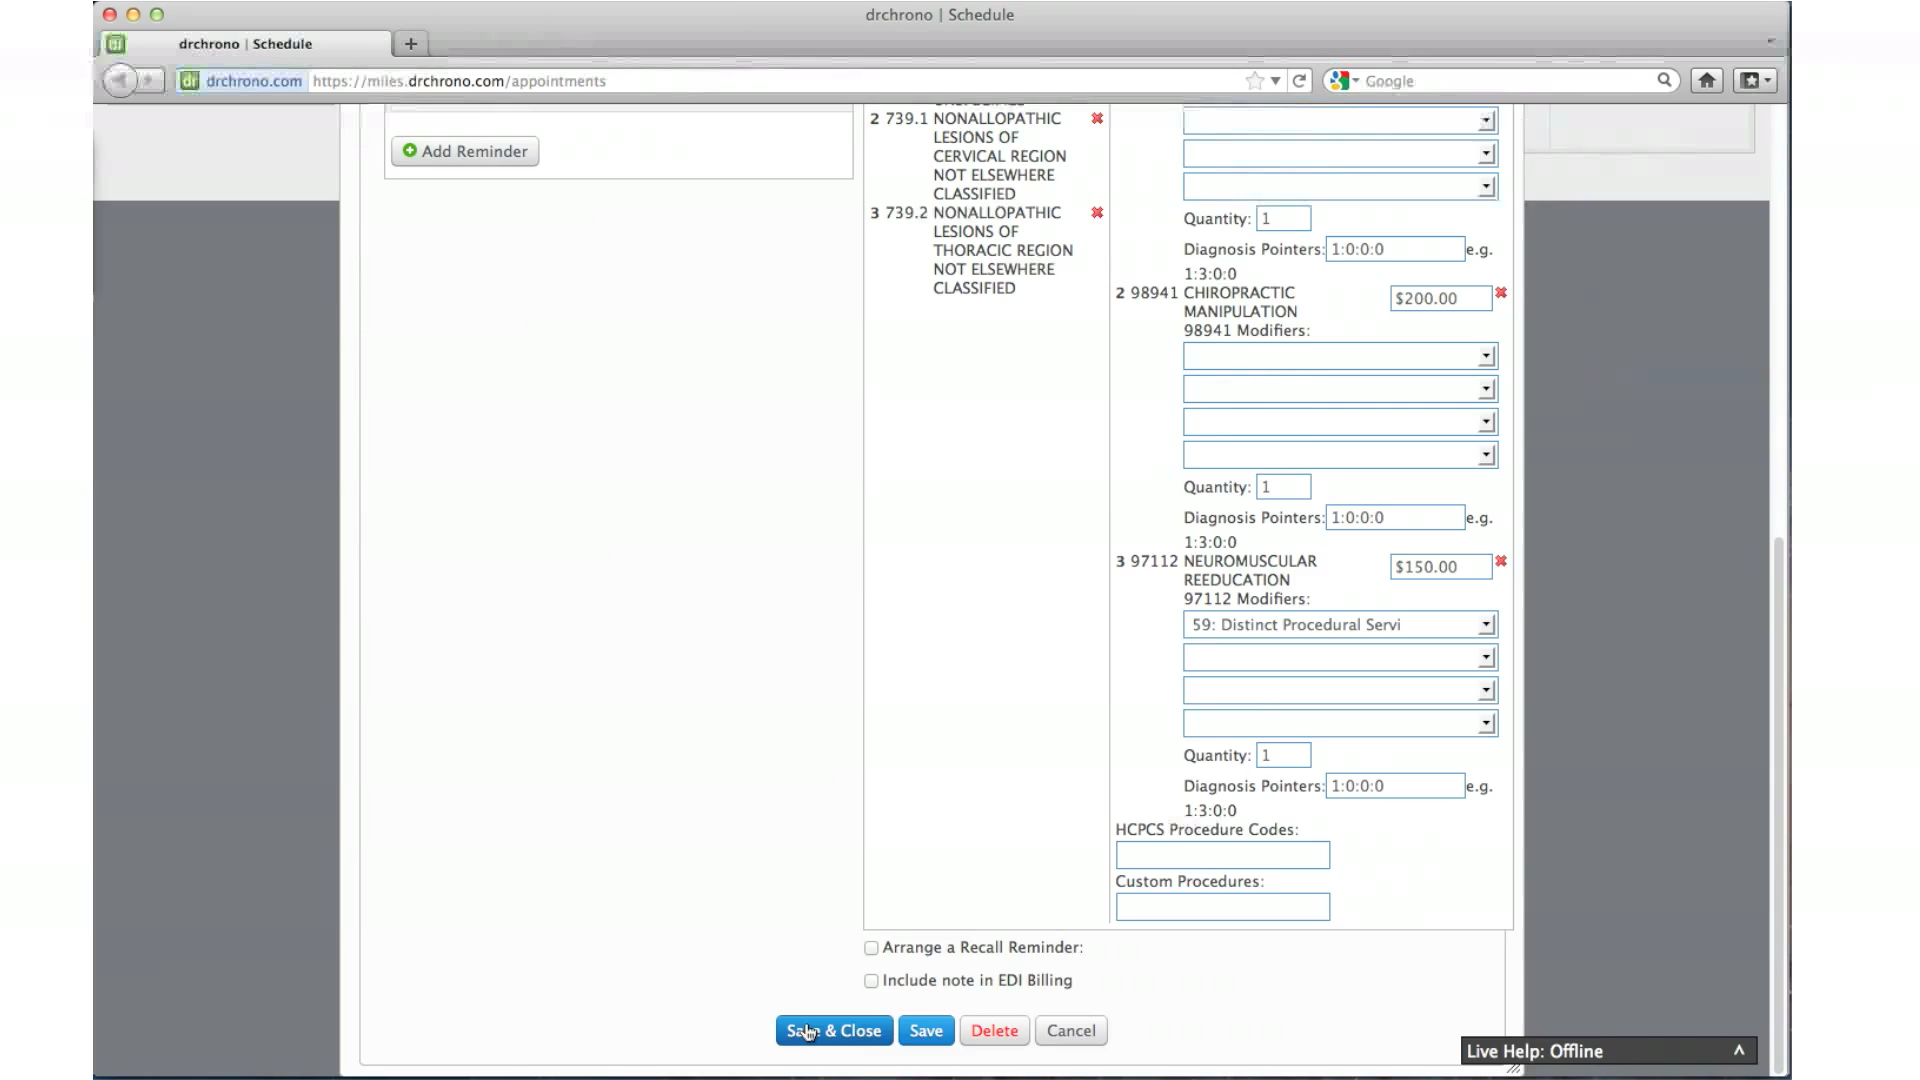 drchrono | Schedule
drchrono | Schedule
drchrono.com https://miles.drchrono.com/appointments
Google
Add Reminder
2 739.1 NONALLOPATHIC
LESIONS OF
CERVICAL REGION
NOT ELSEWHERE
CLASSIFIED
3 739.2 NONALLOPATHIC
LESIONS OF
THORACIC REGION
NOT ELSEWHERE
CLASSIFIED
Quantity: 1
Diagnosis Pointers: 1:0:0:0 e.g.
1:3:0:0
2 98941 CHIROPRACTIC $200.00
MANIPULATION
98941 Modifiers:
Quantity: 1
Diagnosis Pointers: 1:0:0:0 e.g.
1:3:0:0
3 97112 NEUROMUSCULAR $150.00
REEDUCATION
97112 Modifiers:
59: Distinct Procedural Servi
Quantity: 1
Diagnosis Pointers: 1:0:0:0 e.g.
1:3:0:0
HCPCS Procedure Codes:
Custom Procedures:
Arrange a Recall Reminder:
Include note in EDI Billing
Save & Close Save Delete Cancel
Live Help: Offline